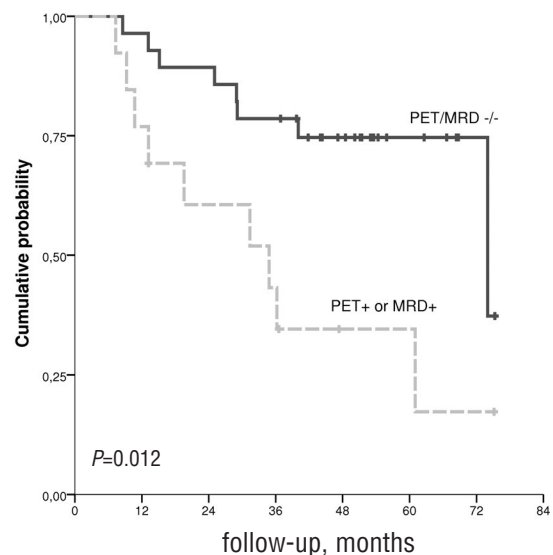 1,00
0,75
0,50
0,25
0,00
Cumulative probability
PET/MRD -/-
PET+ or MRD+
P=0.012
0 12 24 36 48 60 72 84
follow-up, months